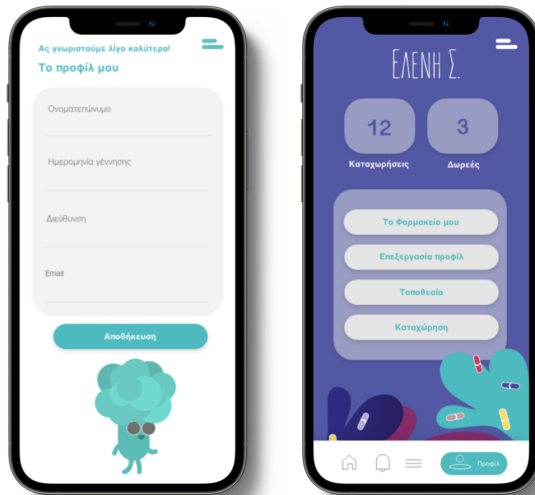 Ας γνωριστούμε λίγο καλύτερα!
Το προφίλ μου
Ονοματεπώνυμο
Ημερομηνία γέννησης
Διεύθυνση
Email
Αποθήκευση
ΕΛΕΝΗ Σ.
12
3
Καταχωρήσεις
Δωρεές
Το Φαρμακείο μου
Επεξεργασία προφίλ
Τοποθεσία
Καταχώρηση
Προφίλ